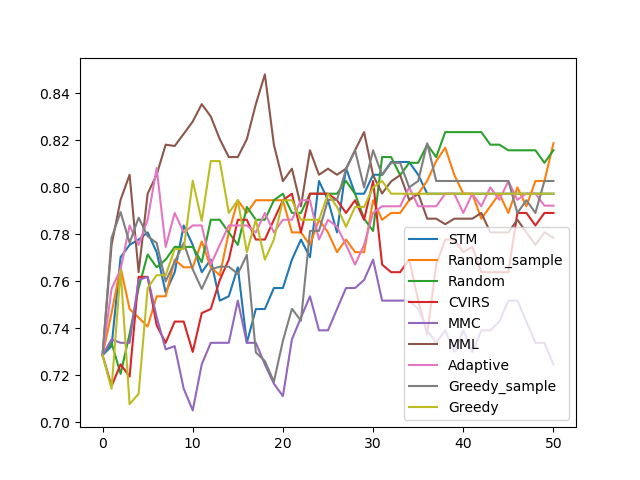 0.84
0.82
0.80
0.78
0.76
0.74
0.72
0.70
0
10
20
30
40
50
STM
Random_sample
Random
CVIRS
MMC
MML
Adaptive
Greedy_sample
Greedy